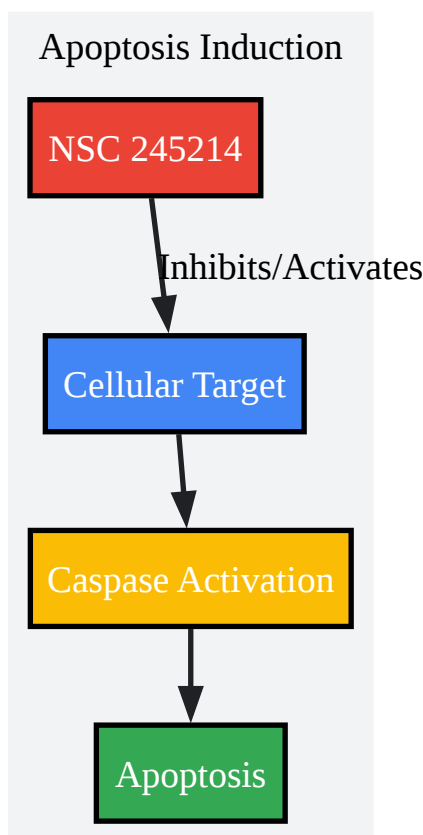 Apoptosis Induction
NSC 245214
Inhibits/Activates
Cellular Target
Caspase Activation
Apoptosis